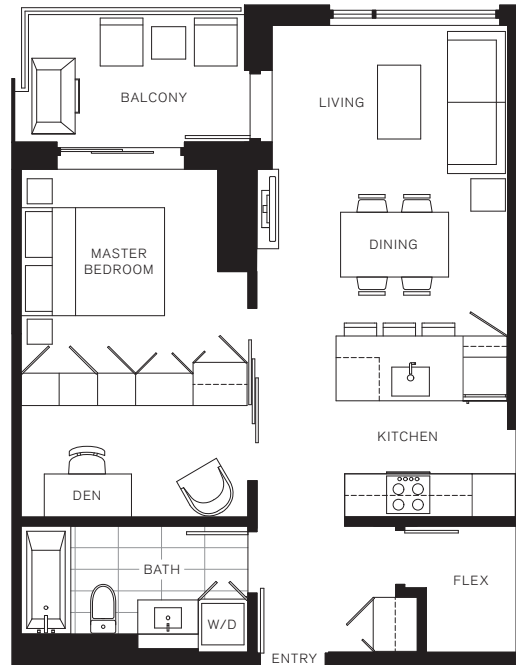 BALCONY
LIVING
MASTER
BEDROOM
DINING
KITCHEN
DEN
BATH
FLEX
W/D
ENTRY